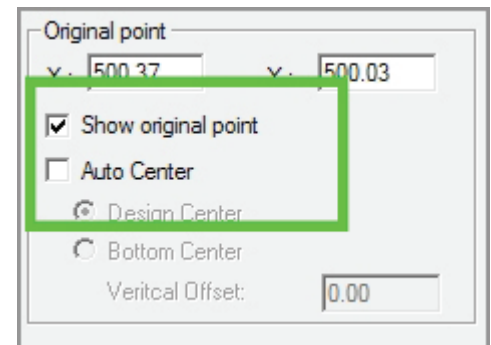 Original point
X : 500.37 Y : 500.03
Show original point
Auto Center
Design Center
Bottom Center
Veritcal Offset: 0.00